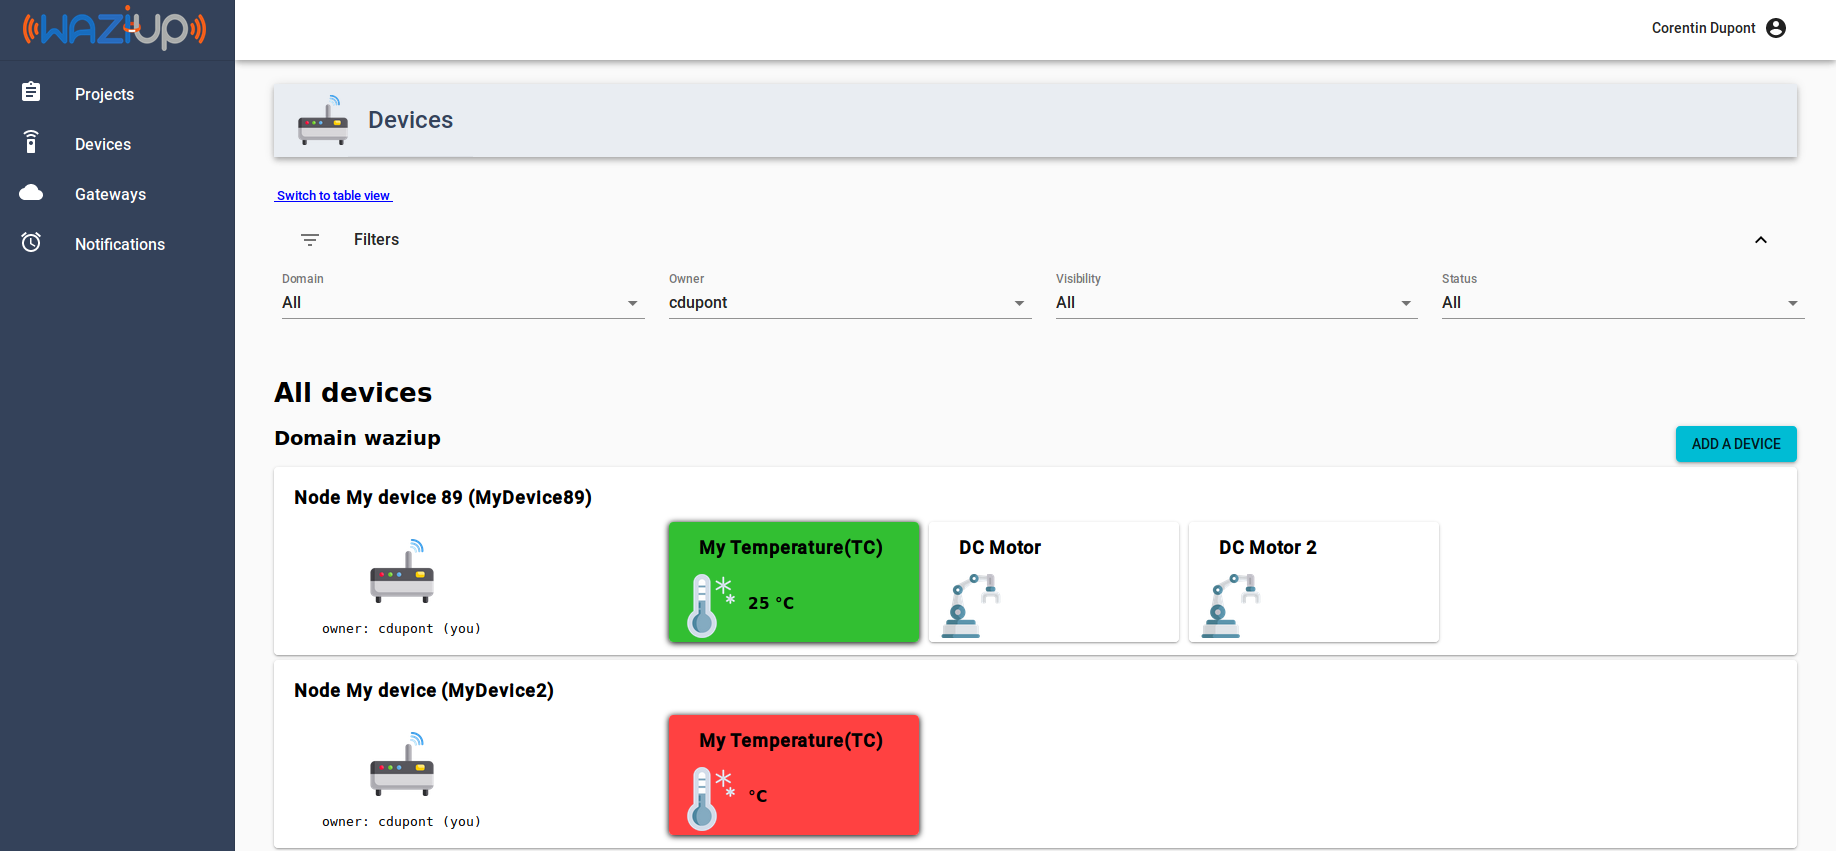 waziup
Corentin Dupont
Projects
Devices
Gateways
Notifications
Devices
Switch to table view
Filters
Domain
All
Owner
cdupont
Visibility
All
Status
All
All devices
Domain waziup
ADD A DEVICE
Node My device 89 (MyDevice89)
owner: cdupont (you)
My Temperature(TC)
25 °C
DC Motor
DC Motor 2
Node My device (MyDevice2)
owner: cdupont (you)
My Temperature(TC)
°C